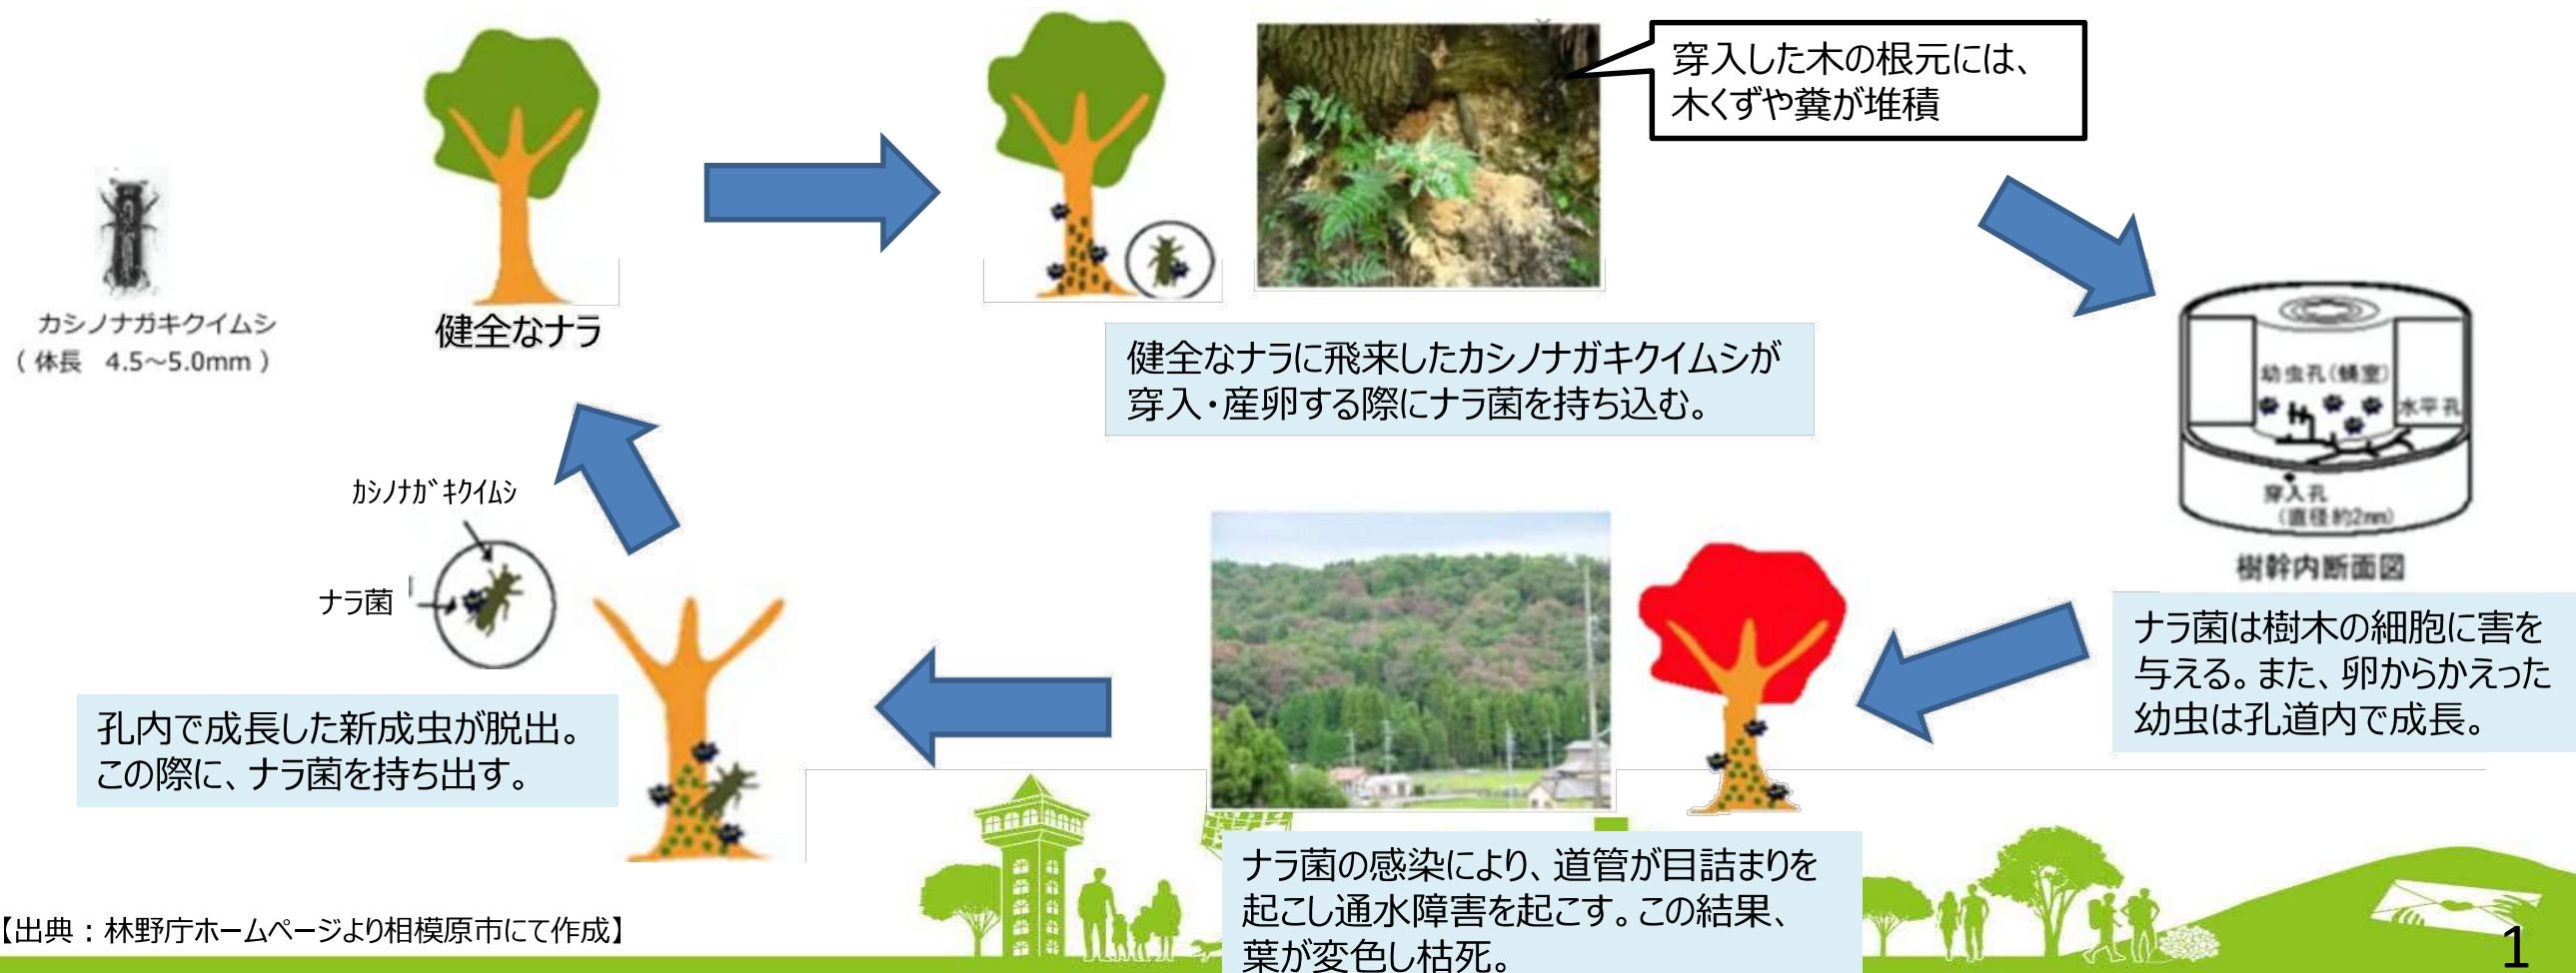 穿入した木の根元には、
木くずや糞が堆積
カシノナガキクイムシ
( 体長 4.5～5.0mm )
健全なナラ
健全なナラに飛来したカシノナガキクイムシが
穿入・産卵する際にナラ菌を持ち込む。
幼虫孔(蛹室)
水平孔
穿入孔
(直径約2mm)
樹幹内断面図
ナラ菌は樹木の細胞に害を
与える。また、卵からかえった
幼虫は孔道内で成長。
ナラ菌の感染により、道管が目詰まりを
起こし通水障害を起こす。この結果、
葉が変色し枯死。
ｶｼﾉﾅｶﾞｷｸｲﾑｼ
ナラ菌
孔内で成長した新成虫が脱出。
この際に、ナラ菌を持ち出す。
【出典：林野庁ホームページより相模原市にて作成】
1